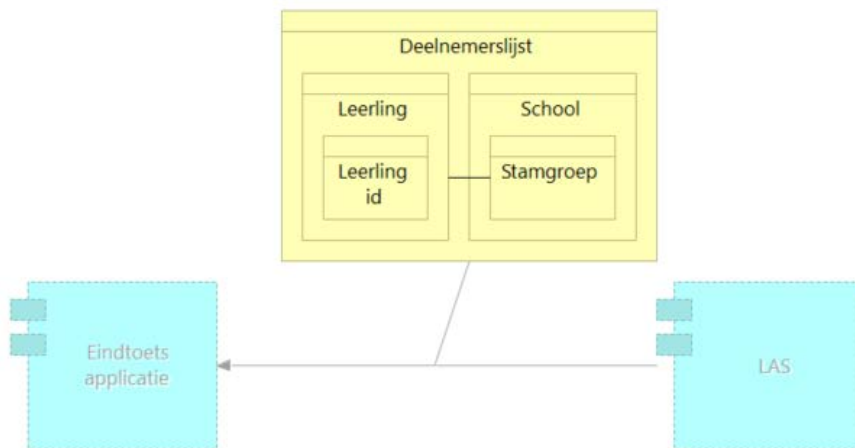 Deelnemerslijst
Leerling
School
Leerling
id
Stamgroep
Eindtoets
applicatie
LAS